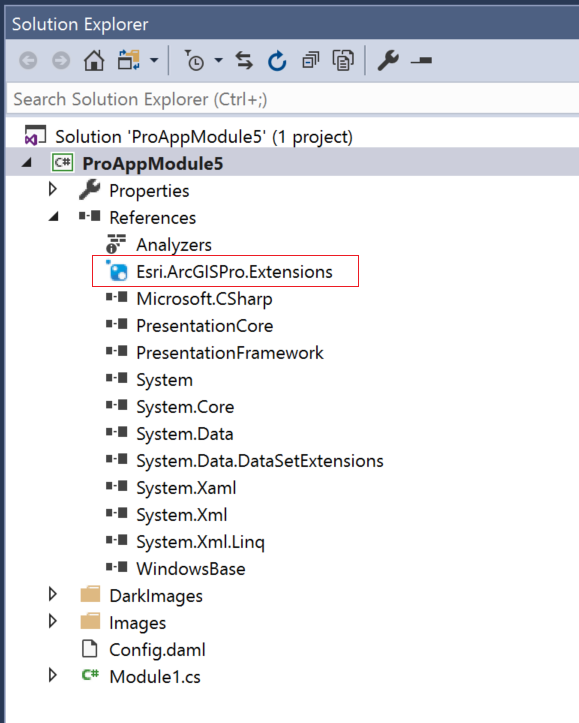 Solution Explorer
Search Solution Explorer (Ctrl+;)
Solution 'ProAppModule5' (1 project)
C# ProAppModule5
Properties
References
Analyzers
Esri.ArcGISPro.Extensions
Microsoft.CSharp
PresentationCore
PresentationFramework
System
System.Core
System.Data
System.Data.DataSetExtensions
System.Xaml
System.Xml
System.Xml.Linq
WindowsBase
DarkImages
Images
Config.daml
C# Module1.cs